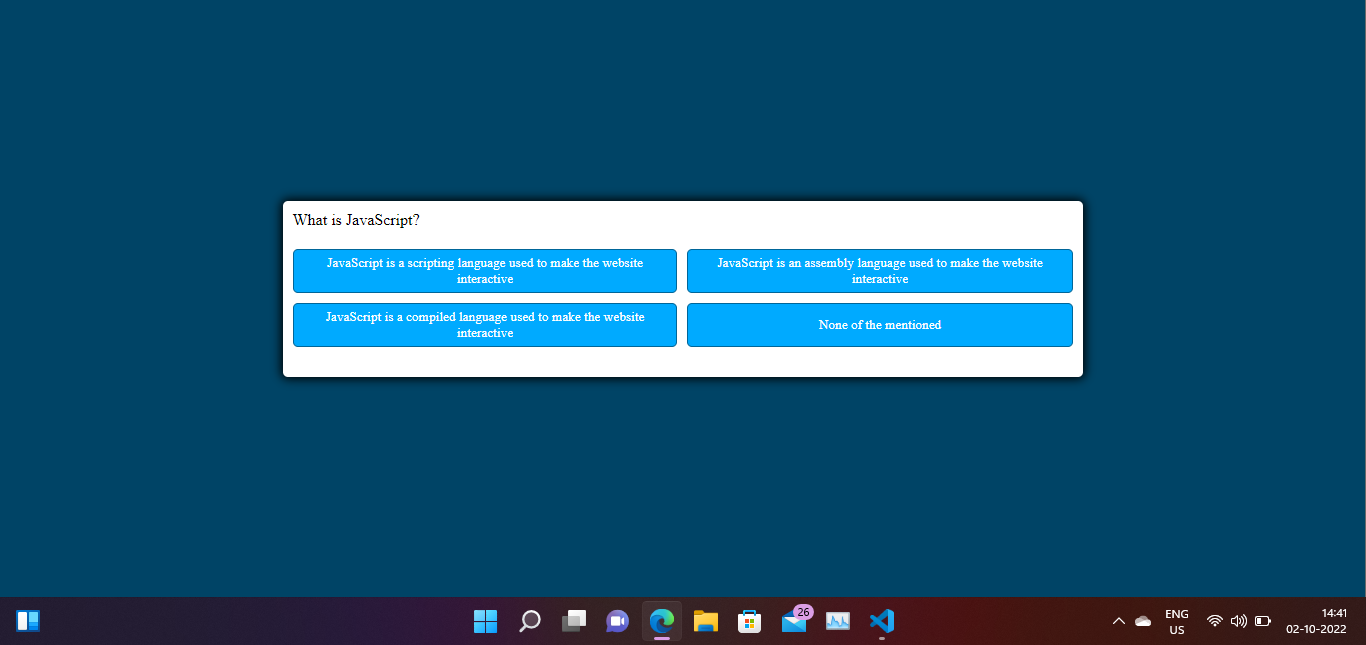 What is JavaScript?
JavaScript is a scripting language used to make the website
interactive
JavaScript is an assembly language used to make the website
interactive
JavaScript is a compiled language used to make the website
interactive
None of the mentioned
26
ENG
US
14:41
02-10-2022